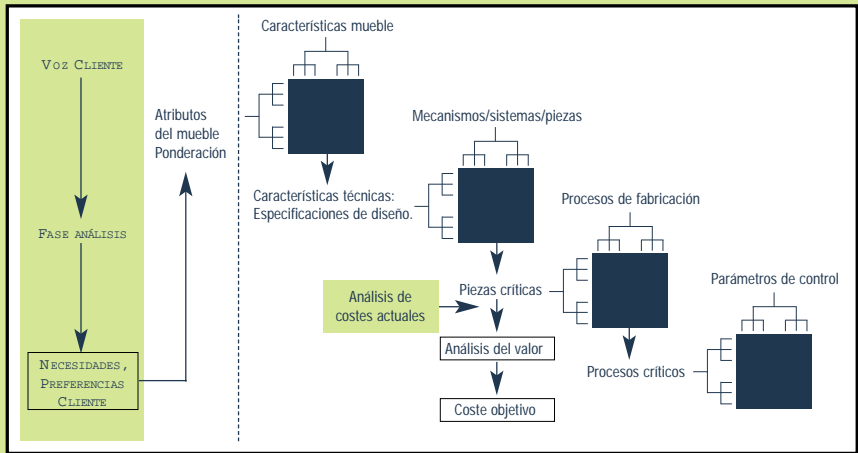 VOZ CLIENTE
FASE ANÁLISIS
NECESIDADES,
PREFERENCIAS
CLIENTE
Atributos
del mueble
Ponderación
Características mueble
Características técnicas:
Especificaciones de diseño.
Mecanismos/sistemas/piezas
Piezas críticas
Análisis de
costes actuales
Análisis del valor
Coste objetivo
Procesos de fabricación
Procesos críticos
Parámetros de control